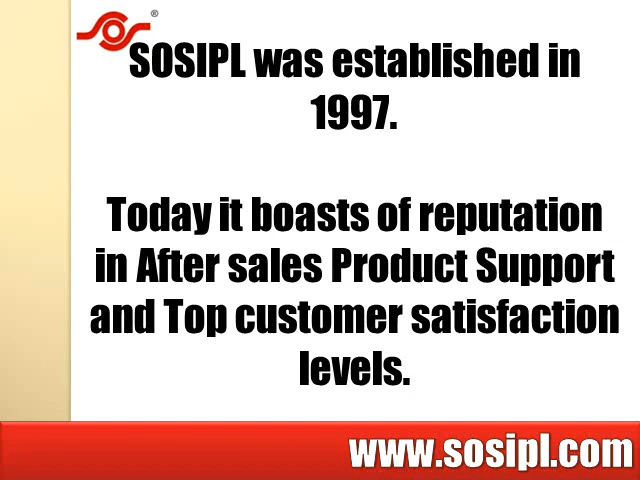 SOS®
SOSIPL was established in
1997.
Today it boasts of reputation
in After sales Product Support
and Top customer satisfaction
levels.
www.sosipl.com